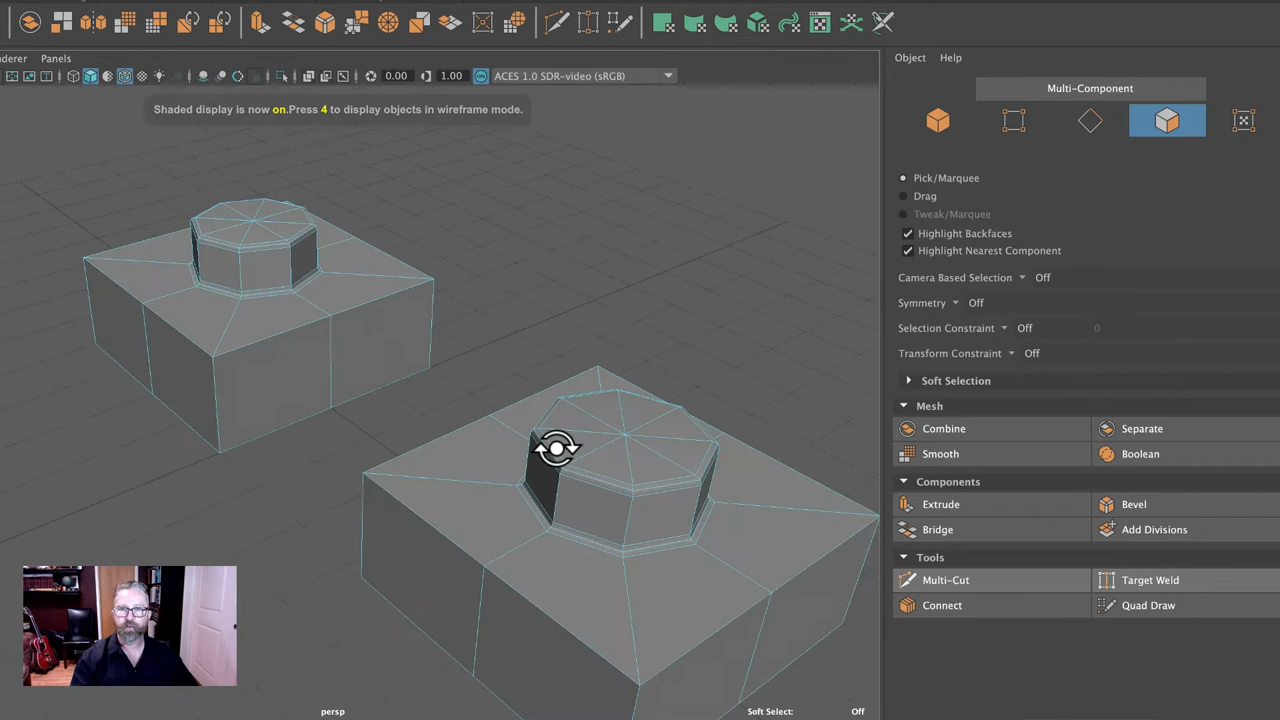 derer Panels
0.00 1.00 ON ACES 1.0 SDR-video (sRGB)
Shaded display is now on.Press 4 to display objects in wireframe mode.
persp
Soft Select: Off
Object Help
Multi-Component
Pick/Marquee
Drag
Tweak/Marquee
Highlight Backfaces
Highlight Nearest Component
Camera Based Selection Off
Symmetry Off
Selection Constraint Off 0
Transform Constraint Off
Soft Selection
Mesh
Combine Separate
Smooth Boolean
Components
Extrude Bevel
Bridge Add Divisions
Tools
Multi-Cut Target Weld
Connect Quad Draw